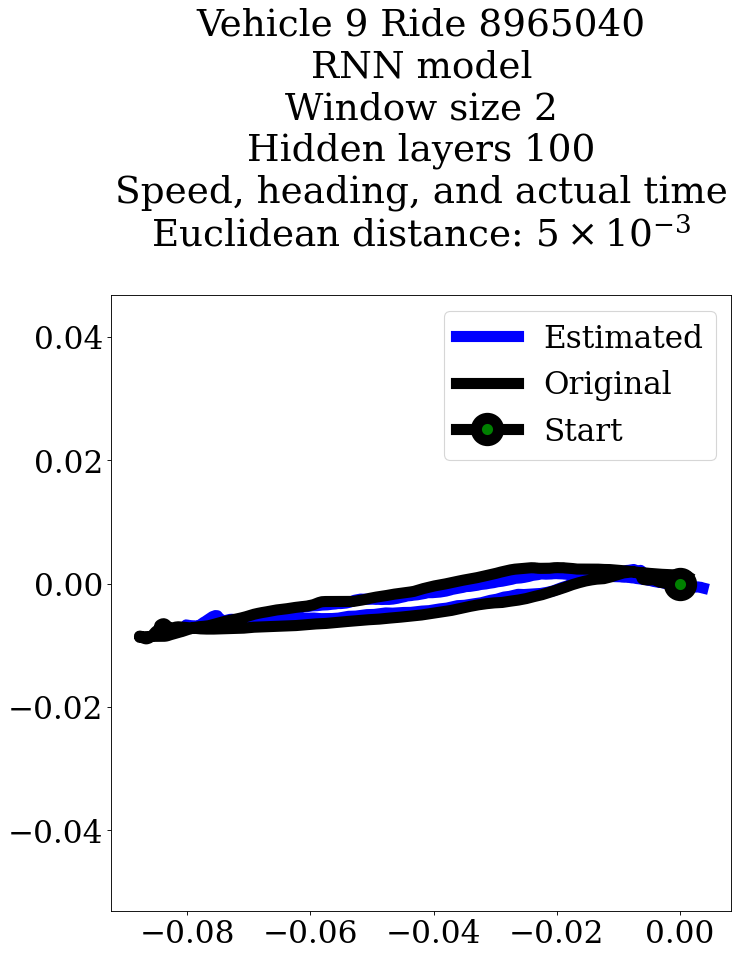 Vehicle 9 Ride 8965040
RNN model
Window size 2
Hidden layers 100
Speed, heading, and actual time
Euclidean distance: 5 × 10⁻³
Estimated
Original
Start
0.04
0.02
0.00
−0.02
−0.04
−0.08 −0.06 −0.04 −0.02 0.00